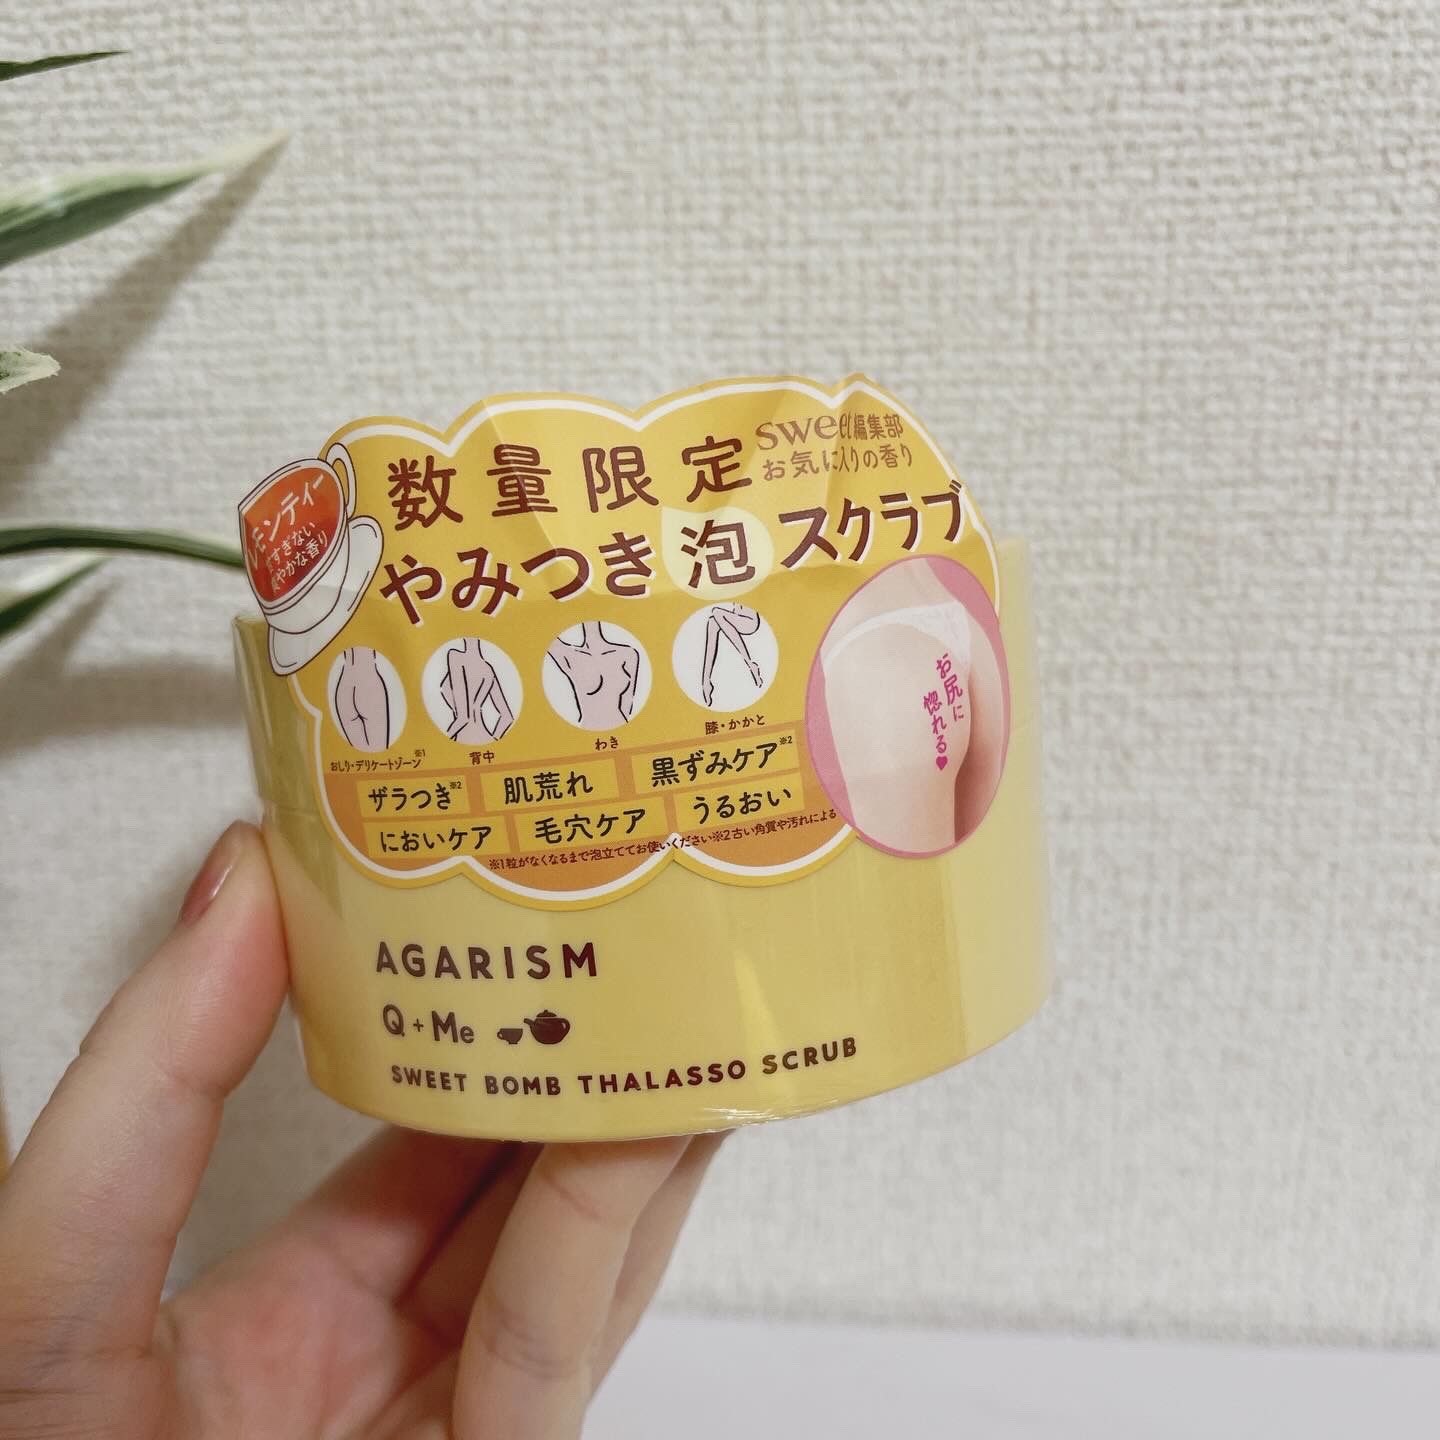 数量限定
sweet編集部
お気に入りの香り
やみつき泡スクラブ
レモンティー
すぎない
爽やかな香り
おしり・デリケートゾーン※1
背中
わき
膝・かかと
お尻に
惚れる♥
ザラつき※2
肌荒れ
黒ずみケア※2
においケア
毛穴ケア
うるおい
※1粒がなくなるまで泡立ててお使いください※2古い角質や汚れによる
AGARISM
Q+Me
SWEET BOMB THALASSO SCRUB